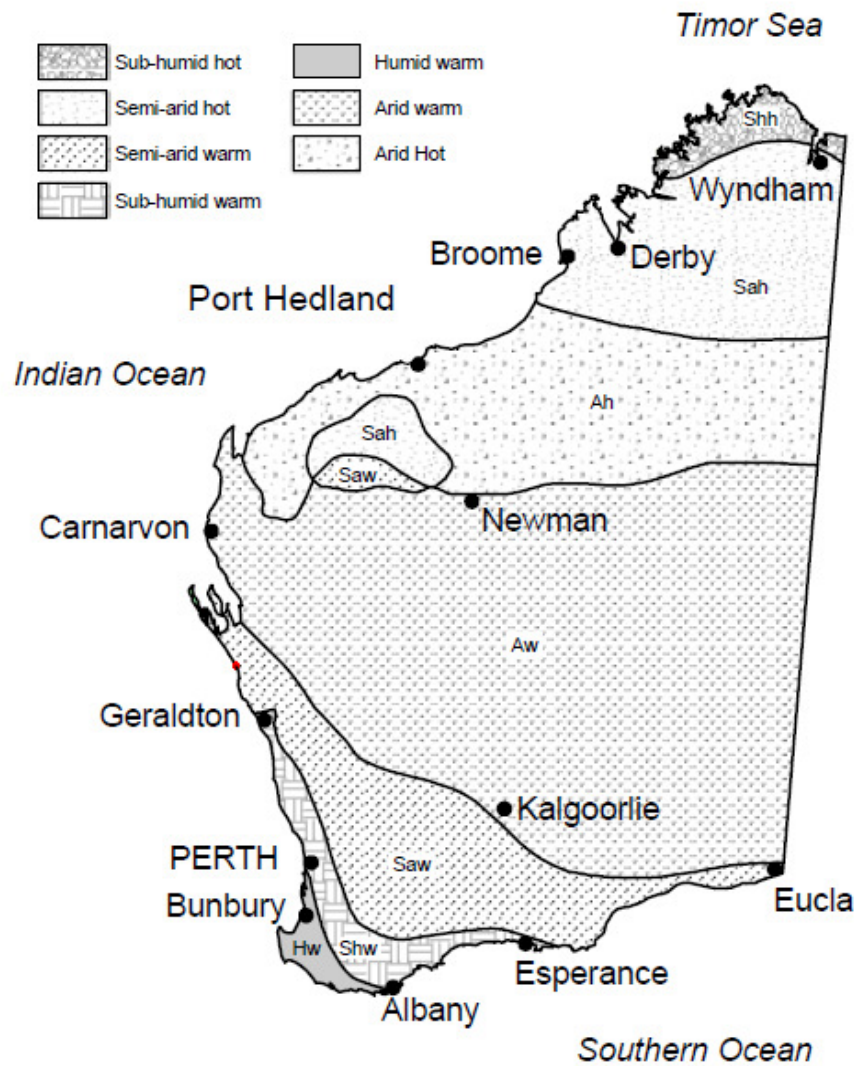 Timor Sea
Sub-humid hot
Humid warm
Semi-arid hot
Arid warm
Semi-arid warm
Arid Hot
Sub-humid warm
Shh
Wyndham
Broome
Derby
Sah
Port Hedland
Indian Ocean
Ah
Sah
Saw
Newman
Carnarvon
Aw
Geraldton
Kalgoorlie
PERTH
Saw
Eucla
Bunbury
Hw
Shw
Esperance
Albany
Southern Ocean